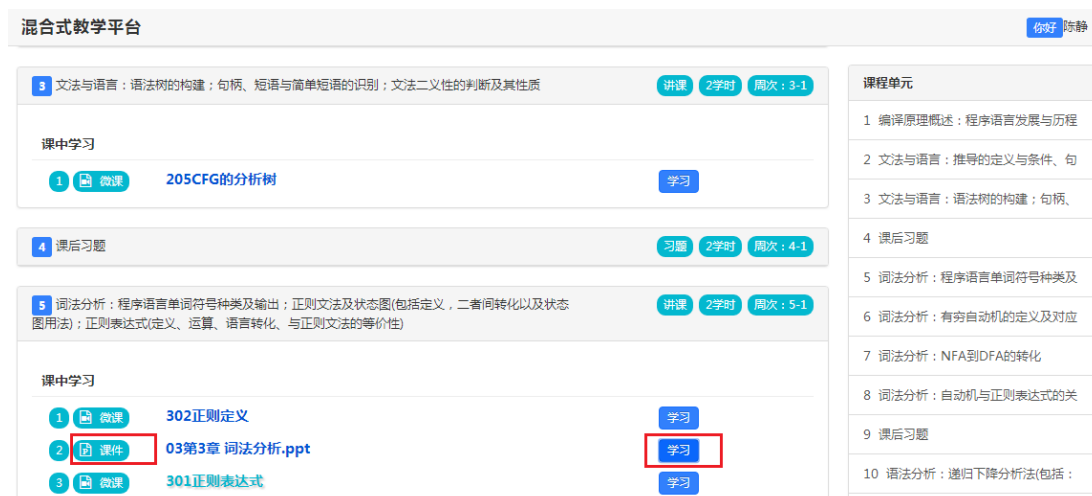 混合式教学平台
你好 陈静
3 文法与语言：语法树的构建；句柄、短语与简单短语的识别；文法二义性的判断及其性质 讲课 2学时 周次：3-1
课中学习
1 微课 205CFG的分析树 学习
4 课后习题 习题 2学时 周次：4-1
5 词法分析：程序语言单词符号种类及输出；正则文法及状态图(包括定义，二者间转化以及状态
图用法)；正则表达式(定义、运算、语言转化、与正则文法的等价性) 讲课 2学时 周次：5-1
课中学习
1 微课 302正则定义 学习
2 课件 03第3章 词法分析.ppt 学习
3 微课 301正则表达式 学习
课程单元
1 编译原理概述：程序语言发展与历程
2 文法与语言：推导的定义与条件、句
3 文法与语言：语法树的构建；句柄、
4 课后习题
5 词法分析：程序语言单词符号种类及
6 词法分析：有穷自动机的定义及对应
7 词法分析：NFA到DFA的转化
8 词法分析：自动机与正则表达式的关
9 课后习题
10 语法分析：递归下降分析法(包括：